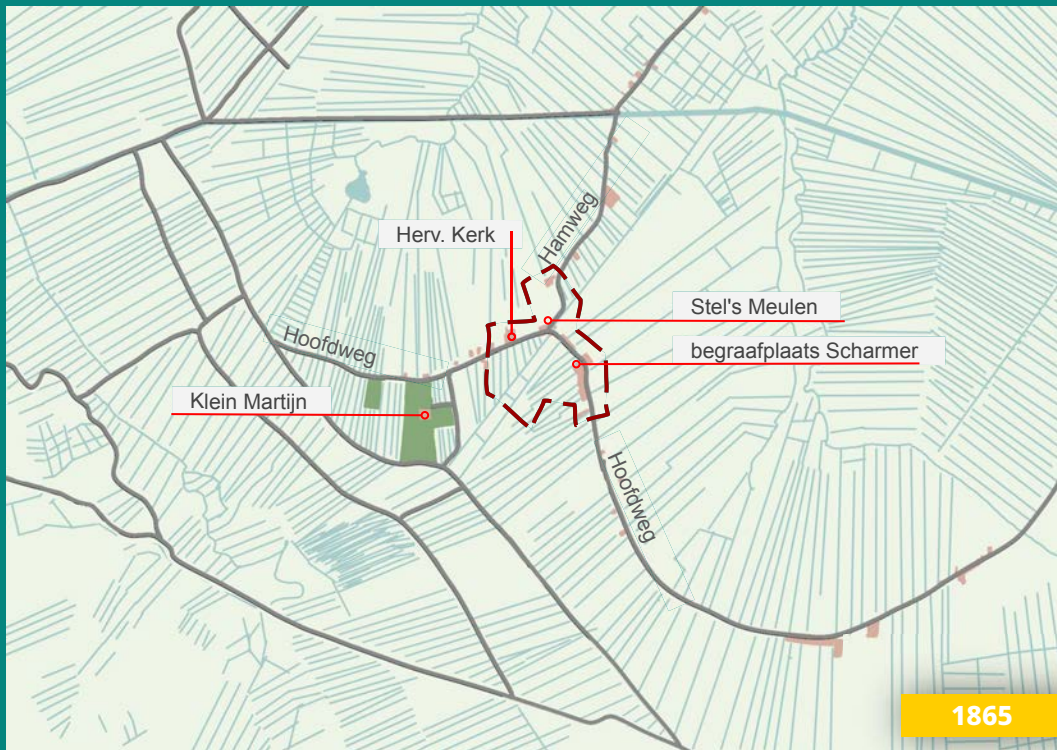 Hamweg
Herv. Kerk
Stel's Meulen
Hoofdweg
begraafplaats Scharmer
Klein Martijn
Hoofdweg
1865